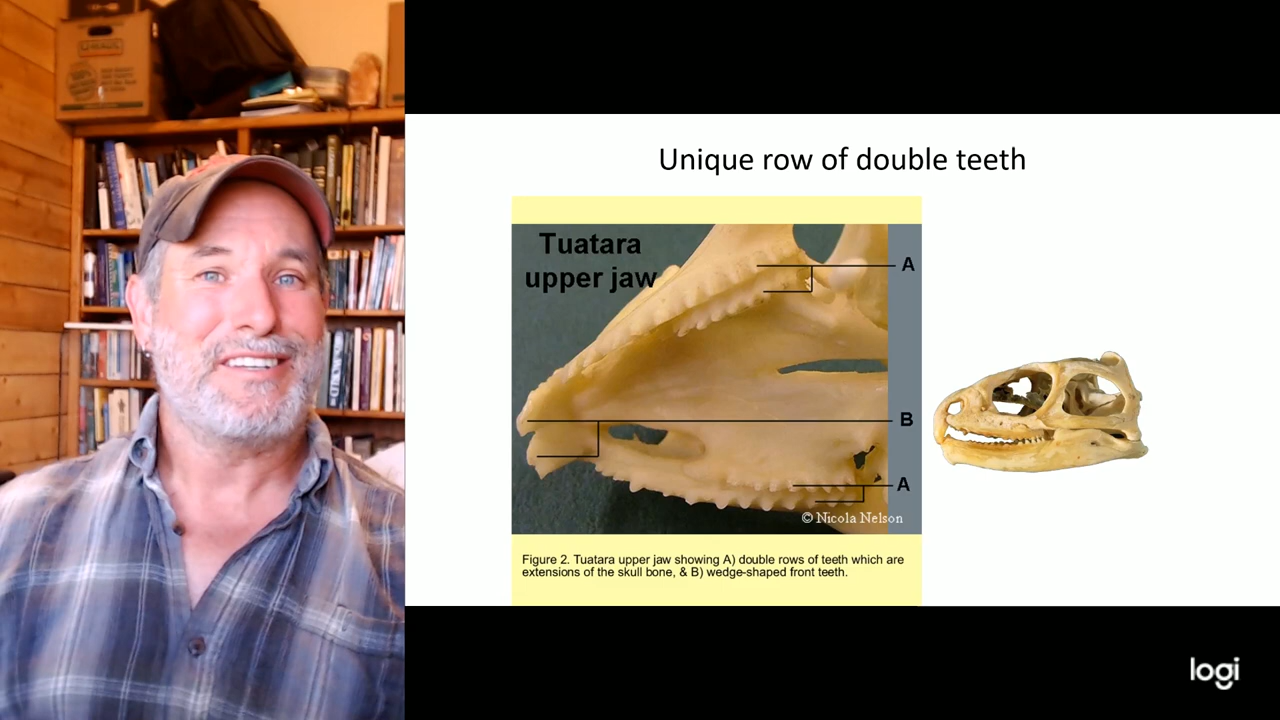 Unique row of double teeth
Tuatara
upper jaw
A
B
A
© Nicola Nelson
Figure 2. Tuatara upper jaw showing A) double rows of teeth which are
extensions of the skull bone, & B) wedge-shaped front teeth.
logi